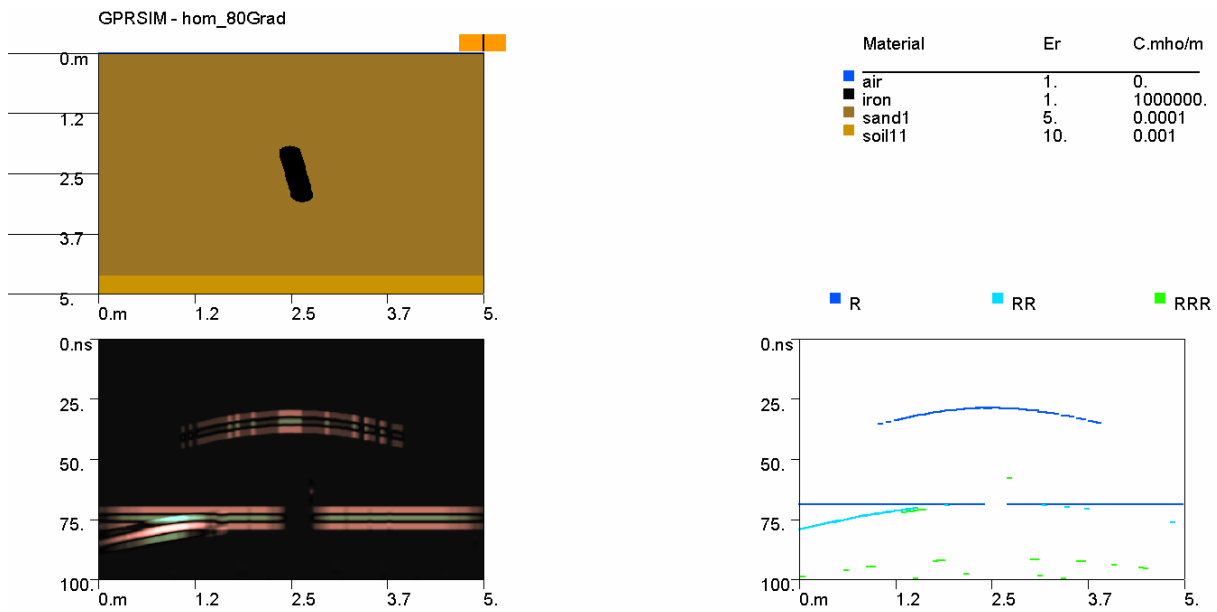 GPRSIM - hom_80Grad
0.m
1.2
2.5
3.7
5.
0.m 1.2 2.5 3.7 5.
Material Er C.mho/m
air 1. 0.
iron 1. 1000000.
sand1 5. 0.0001
soil11 10. 0.001
R RR RRR
0.ns
25.
50.
75.
100.
0.m 1.2 2.5 3.7 5.
0.ns
25.
50.
75.
100.
0.m 1.2 2.5 3.7 5.